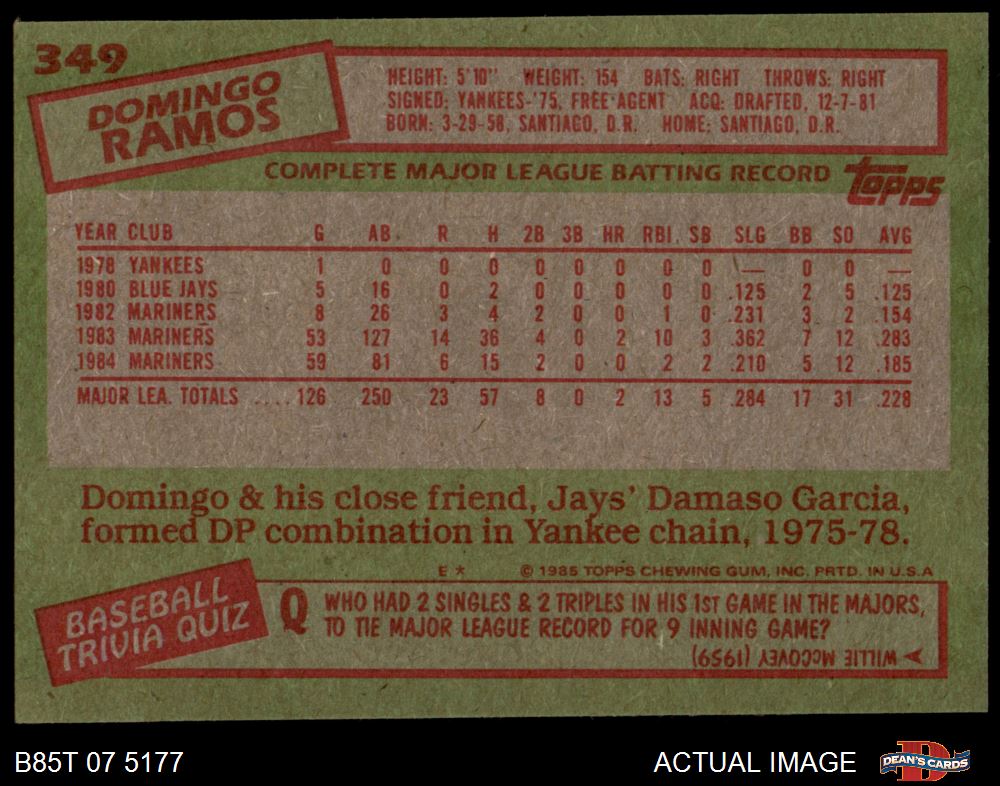 349
DOMINGO
RAMOS
HEIGHT: 5'10" WEIGHT: 154 BATS: RIGHT THROWS: RIGHT
SIGNED: YANKEES-'75, FREE AGENT ACQ: DRAFTED, 12-7-81
BORN: 3-29-58, SANTIAGO, D.R. HOME: SANTIAGO, D.R.
COMPLETE MAJOR LEAGUE BATTING RECORD topps
YEAR CLUB G AB R H 2B 3B HR RBI SB SLG BB SO AVG
1978 YANKEES 1 0 0 0 0 0 0 0 0 — 0 0 —
1980 BLUE JAYS 5 16 0 2 0 0 0 0 0 .125 2 5 .125
1982 MARINERS 8 26 3 4 2 0 0 1 0 .231 3 2 .154
1983 MARINERS 53 127 14 36 4 0 2 10 3 .362 7 12 .283
1984 MARINERS 59 81 6 15 2 0 0 2 2 .210 5 12 .185
MAJOR LEA. TOTALS .... 126 250 23 57 8 0 2 13 5 .284 17 31 .228
Domingo & his close friend, Jays' Damaso Garcia,
formed DP combination in Yankee chain, 1975-78.
E * © 1985 TOPPS CHEWING GUM, INC. PRTD. IN U.S.A
BASEBALL
TRIVIA QUIZ
Q WHO HAD 2 SINGLES & 2 TRIPLES IN HIS 1ST GAME IN THE MAJORS,
TO TIE MAJOR LEAGUE RECORD FOR 9 INNING GAME?
WILLIE McCOVEY (1959)
B85T 07 5177
ACTUAL IMAGE
D
DEAN'S CARDS